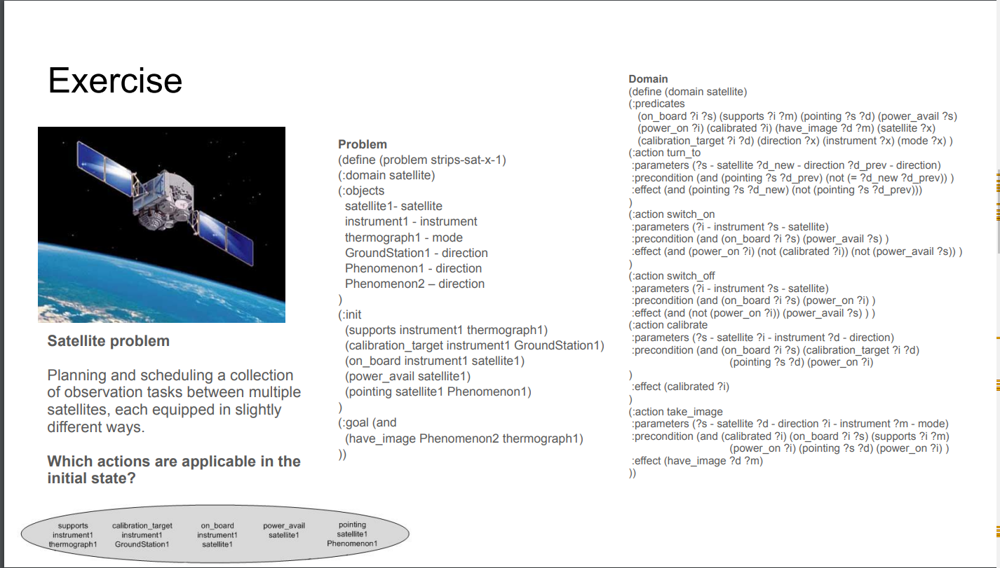 Exercise
Satellite problem
Planning and scheduling a collection
of observation tasks between multiple
satellites, each equipped in slightly
different ways.
Which actions are applicable in the
initial state?
supports
instrument1
thermograph1
calibration_target
instrument1
GroundStation1
on_board
instrument1
satellite1
power_avail
satellite1
pointing
satellite1
Phenomenon1
Problem
(define (problem strips-sat-x-1)
(:domain satellite)
(:objects
satellite1- satellite
instrument1 - instrument
thermograph1 - mode
GroundStation1 - direction
Phenomenon1 - direction
Phenomenon2 – direction
)
(:init
(supports instrument1 thermograph1)
(calibration_target instrument1 GroundStation1)
(on_board instrument1 satellite1)
(power_avail satellite1)
(pointing satellite1 Phenomenon1)
)
(:goal (and
(have_image Phenomenon2 thermograph1)
))
Domain
(define (domain satellite)
(:predicates
(on_board ?i ?s) (supports ?i ?m) (pointing ?s ?d) (power_avail ?s)
(power_on ?i) (calibrated ?i) (have_image ?d ?m) (satellite ?x)
(calibration_target ?i ?d) (direction ?x) (instrument ?x) (mode ?x) )
(:action turn_to
:parameters (?s - satellite ?d_new - direction ?d_prev - direction)
:precondition (and (pointing ?s ?d_prev) (not (= ?d_new ?d_prev)) )
:effect (and (pointing ?s ?d_new) (not (pointing ?s ?d_prev)))
)
(:action switch_on
:parameters (?i - instrument ?s - satellite)
:precondition (and (on_board ?i ?s) (power_avail ?s) )
:effect (and (power_on ?i) (not (calibrated ?i)) (not (power_avail ?s)) )
)
(:action switch_off
:parameters (?i - instrument ?s - satellite)
:precondition (and (on_board ?i ?s) (power_on ?i) )
:effect (and (not (power_on ?i)) (power_avail ?s) ) )
(:action calibrate
:parameters (?s - satellite ?i - instrument ?d - direction)
:precondition (and (on_board ?i ?s) (calibration_target ?i ?d)
(pointing ?s ?d) (power_on ?i)
)
:effect (calibrated ?i)
)
(:action take_image
:parameters (?s - satellite ?d - direction ?i - instrument ?m - mode)
:precondition (and (calibrated ?i) (on_board ?i ?s) (supports ?i ?m)
(power_on ?i) (pointing ?s ?d) (power_on ?i) )
:effect (have_image ?d ?m)
))